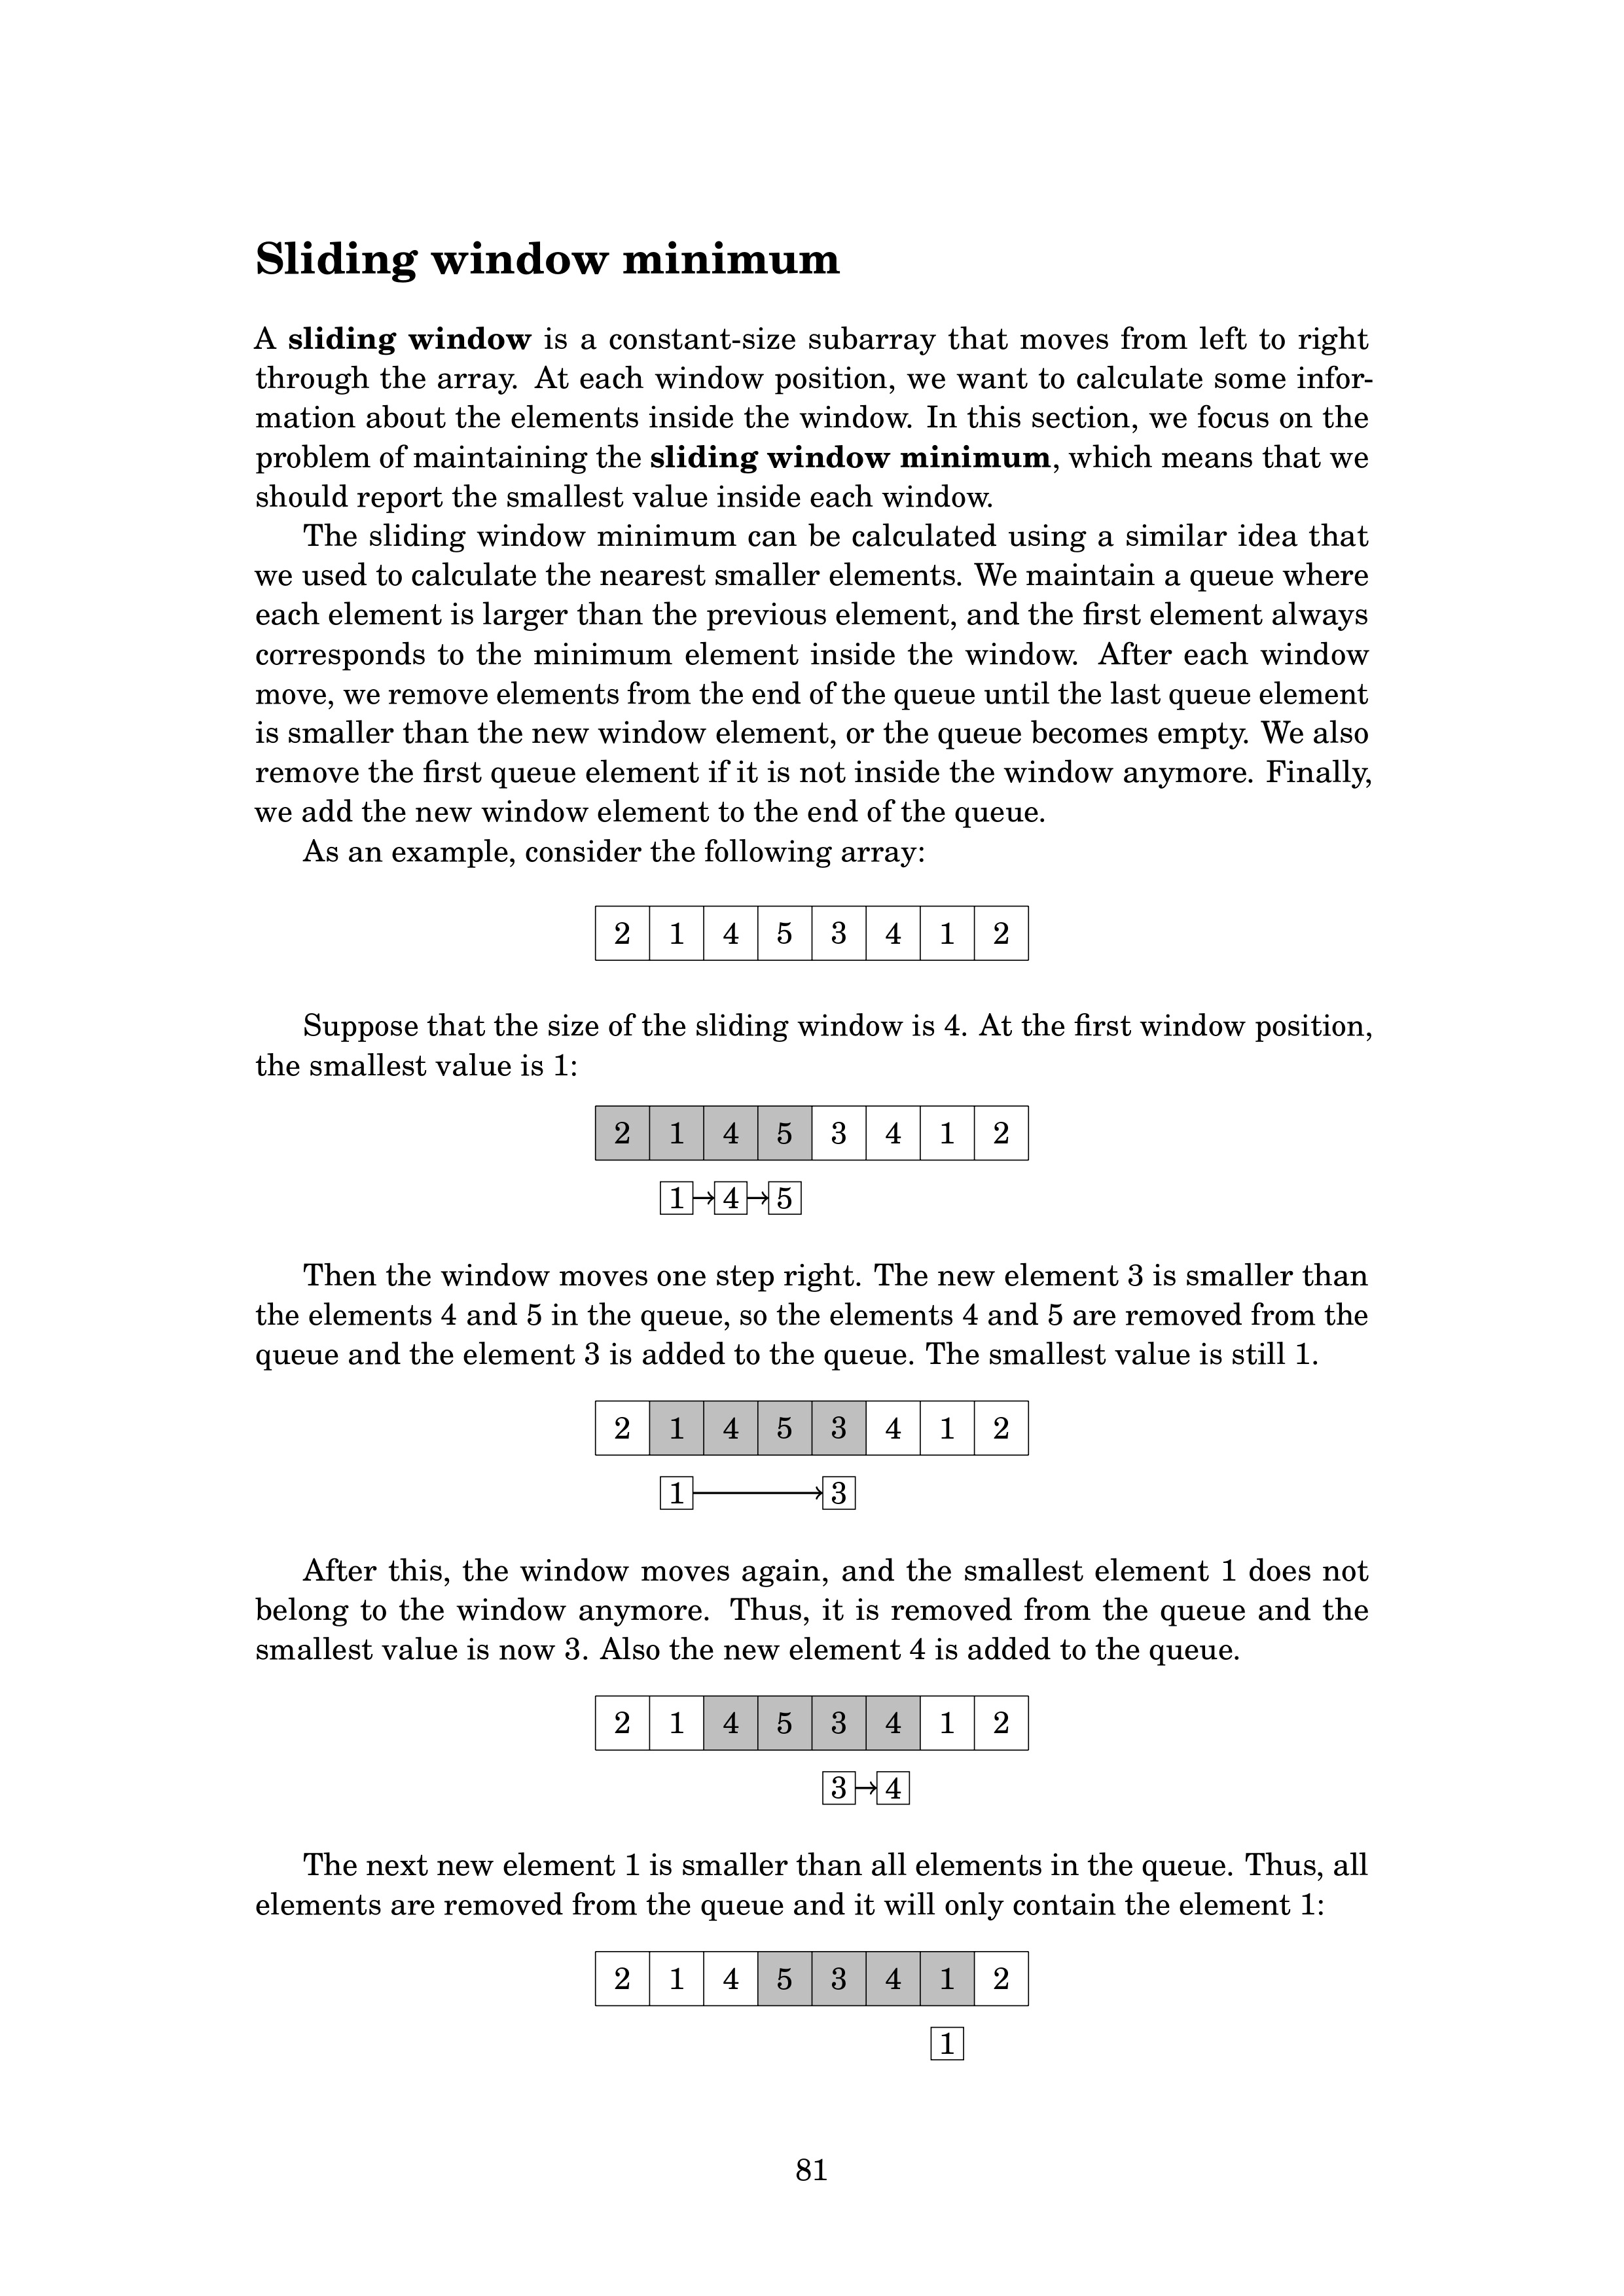 Sliding window minimum
A sliding window is a constant-size subarray that moves from left to right
through the array. At each window position, we want to calculate some infor-
mation about the elements inside the window. In this section, we focus on the
problem of maintaining the sliding window minimum, which means that we
should report the smallest value inside each window.
The sliding window minimum can be calculated using a similar idea that
we used to calculate the nearest smaller elements. We maintain a queue where
each element is larger than the previous element, and the first element always
corresponds to the minimum element inside the window. After each window
move, we remove elements from the end of the queue until the last queue element
is smaller than the new window element, or the queue becomes empty. We also
remove the first queue element if it is not inside the window anymore. Finally,
we add the new window element to the end of the queue.
As an example, consider the following array:
2 1 4 5 3 4 1 2
Suppose that the size of the sliding window is 4. At the first window position,
the smallest value is 1:
2 1 4 5 3 4 1 2
1 → 4 → 5
Then the window moves one step right. The new element 3 is smaller than
the elements 4 and 5 in the queue, so the elements 4 and 5 are removed from the
queue and the element 3 is added to the queue. The smallest value is still 1.
2 1 4 5 3 4 1 2
1 → 3
After this, the window moves again, and the smallest element 1 does not
belong to the window anymore. Thus, it is removed from the queue and the
smallest value is now 3. Also the new element 4 is added to the queue.
2 1 4 5 3 4 1 2
3 → 4
The next new element 1 is smaller than all elements in the queue. Thus, all
elements are removed from the queue and it will only contain the element 1:
2 1 4 5 3 4 1 2
1
81